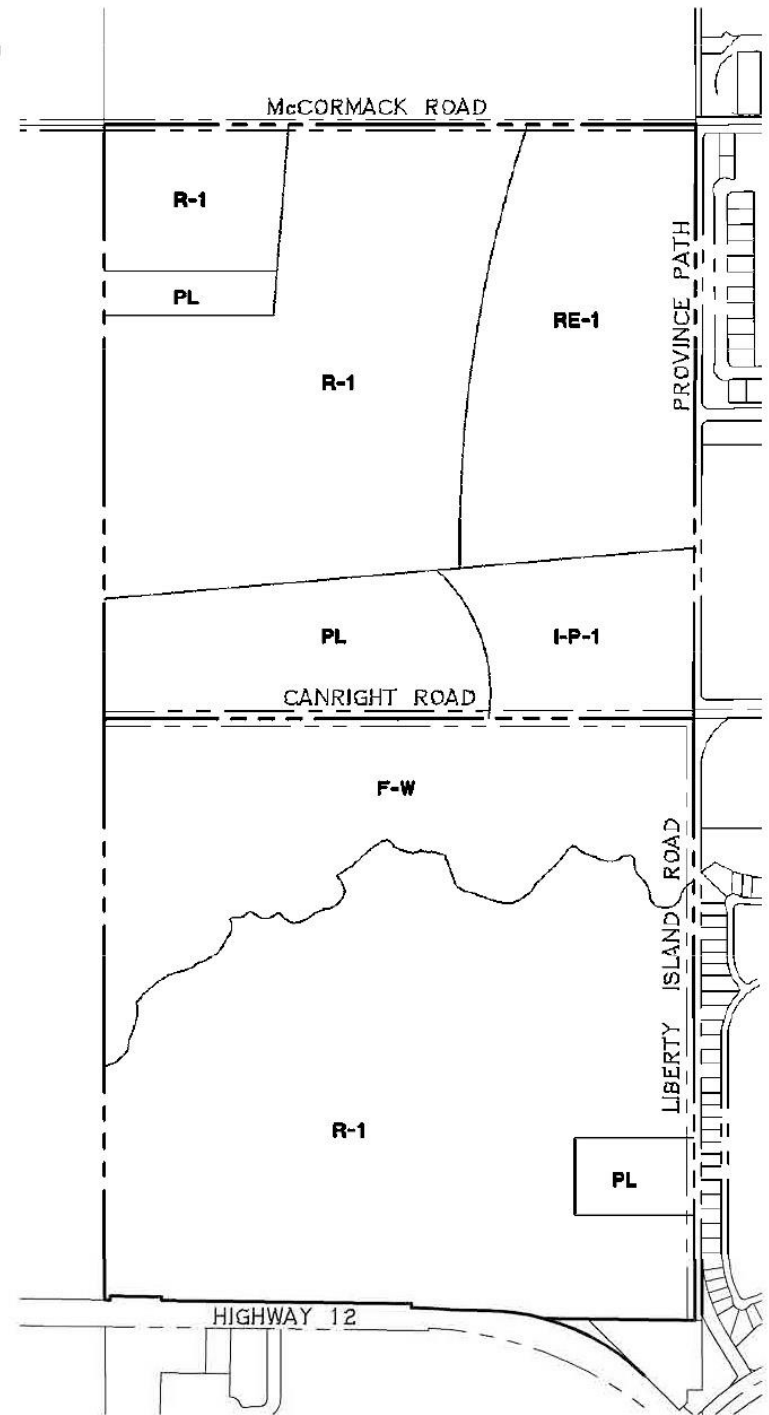 McCORMACK ROAD
R-1
PL
RE-1
PROVINCE PATH
R-1
PL
I-P-1
CANRIGHT ROAD
F-W
LIBERTY ISLAND ROAD
R-1
PL
HIGHWAY 12